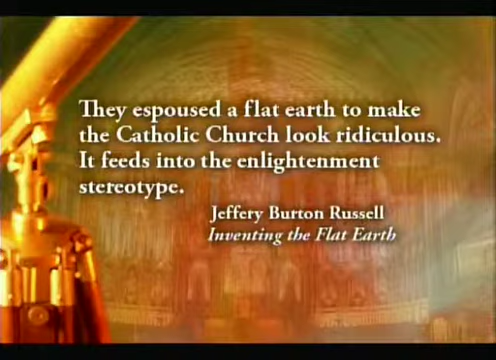 They espoused a flat earth to make
the Catholic Church look ridiculous.
It feeds into the enlightenment
stereotype.
Jeffery Burton Russell
Inventing the Flat Earth